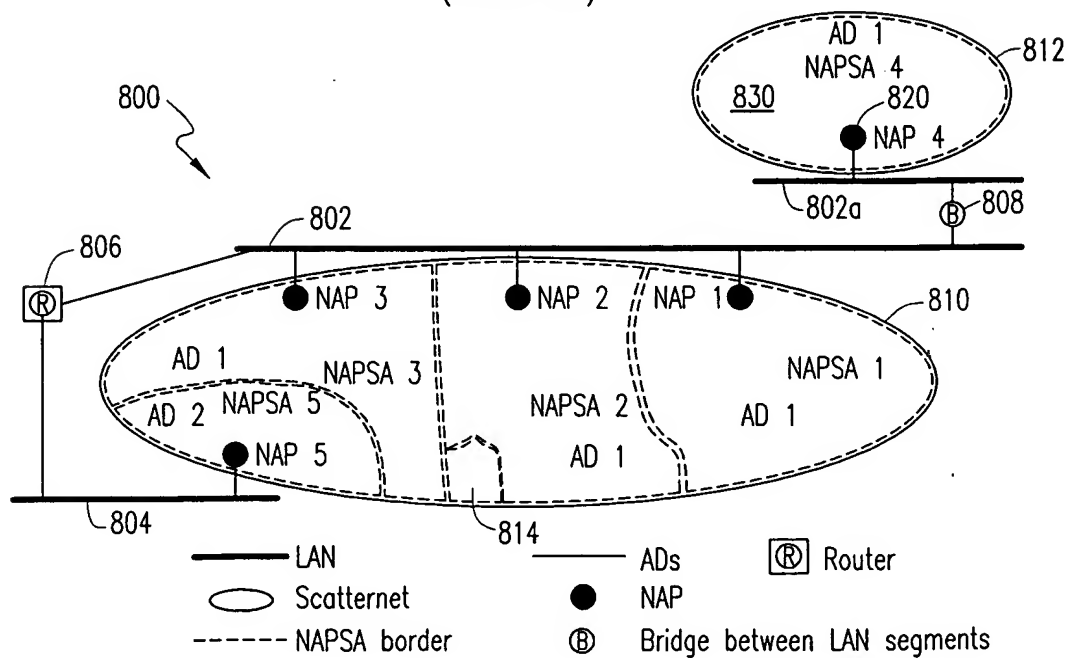 AD 1
812
NAPSA 4
800
830
820
NAP 4
802a
B
808
802
806
R
NAP 3
NAP 2
NAP 1
810
AD 1
NAPSA 3
NAPSA 1
AD 2
NAPSA 5
NAPSA 2
AD 1
NAP 5
AD 1
804
814
LAN
ADs
R
Router
Scatternet
NAP
NAPSA border
B
Bridge between LAN segments